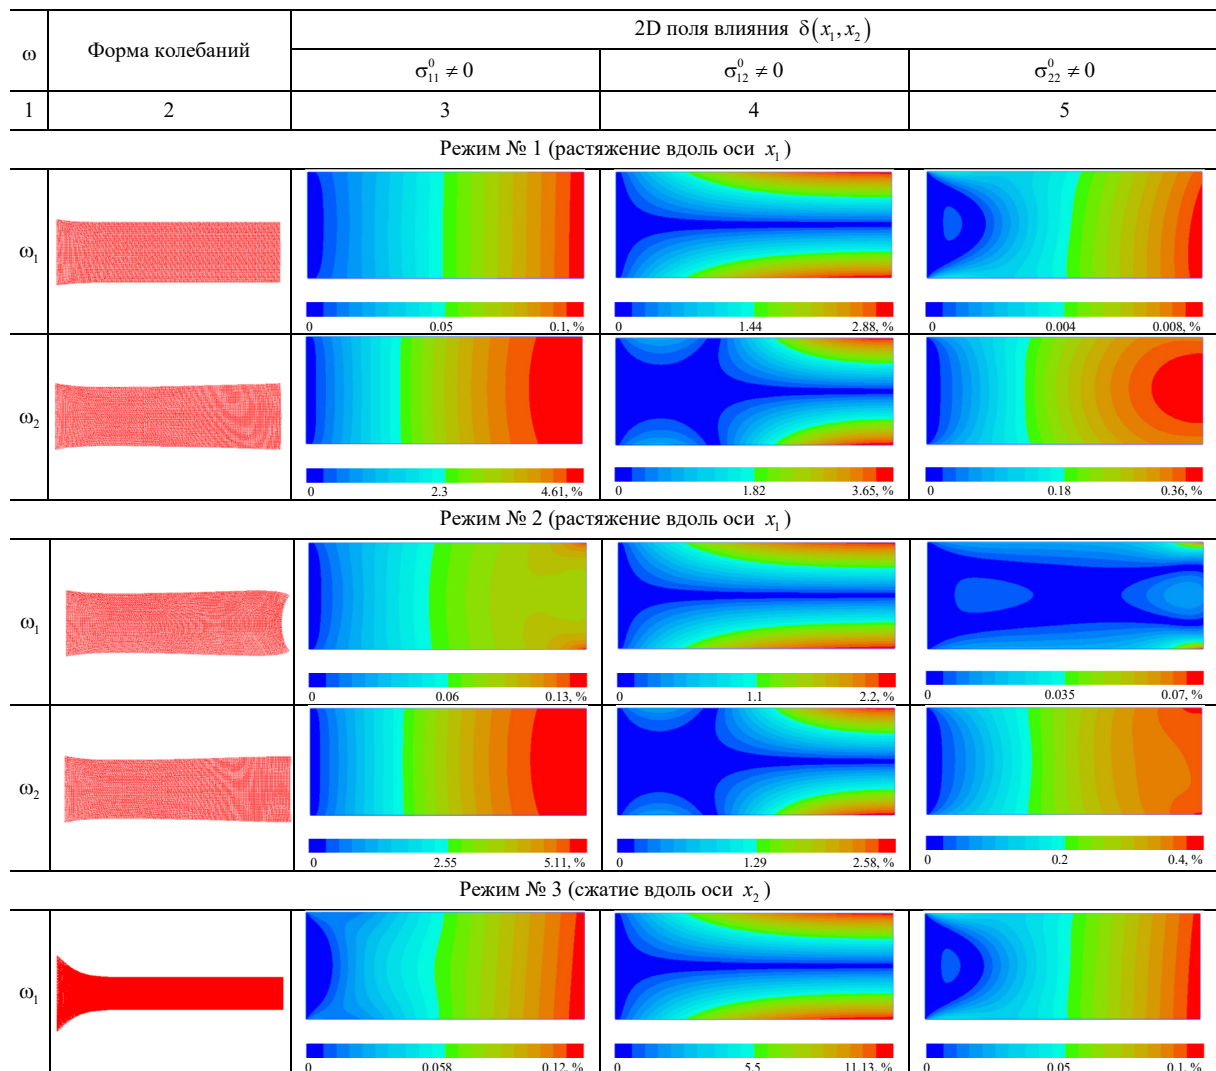 ω
Форма колебаний
2D поля влияния δ(x₁, x₂)
σ⁰₁₁ ≠ 0
σ⁰₁₂ ≠ 0
σ⁰₂₂ ≠ 0
1 2 3 4 5
Режим № 1 (растяжение вдоль оси x₁)
ω₁
0 0.05 0.1, %
0 1.44 2.88, %
0 0.004 0.008, %
ω₂
0 2.3 4.61, %
0 1.82 3.65, %
0 0.18 0.36, %
Режим № 2 (растяжение вдоль оси x₁)
ω₁
0 0.06 0.13, %
0 1.1 2.2, %
0 0.035 0.07, %
ω₂
0 2.55 5.11, %
0 1.29 2.58, %
0 0.2 0.4, %
Режим № 3 (сжатие вдоль оси x₂)
ω₁
0 0.058 0.12, %
0 5.5 11.13, %
0 0.05 0.1, %